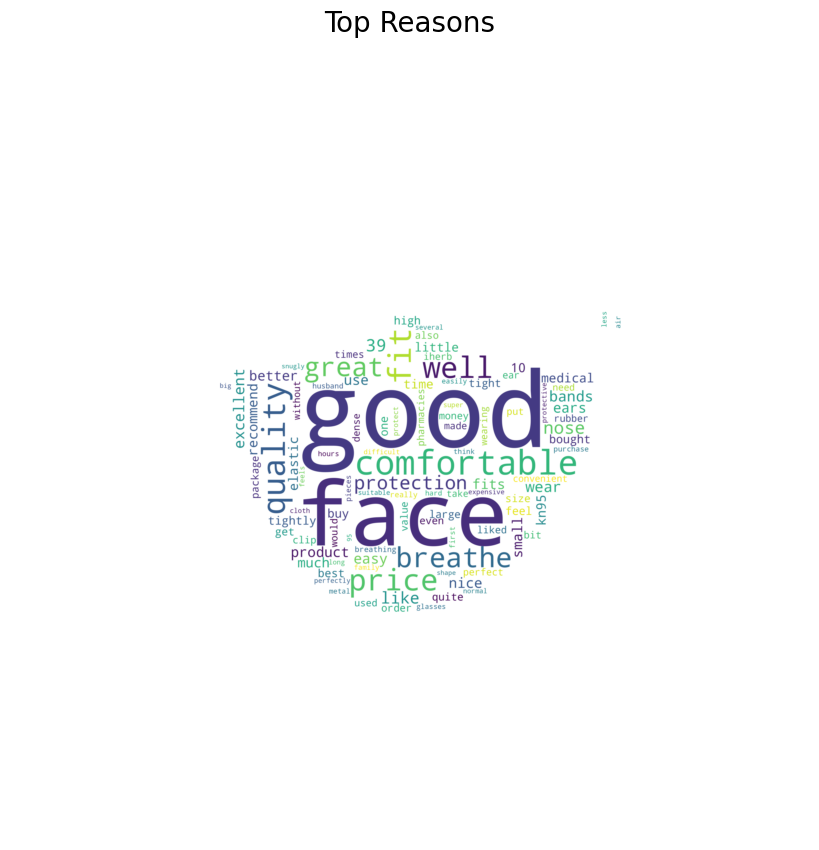 Top Reasons
less
air
high
several
also
39
fit
little
times
iherb
great
well
10
ear
snugly
better
use
husband
time
easily
tight
medical
need
big
excellent
recommend
without
quality
good
super
protect
pharmacies
money
made
wearing
put
protective
bands
ears
rubber
nose
bought
purchase
one
dense
hours
difficult
think
comfortable
package
elastic
feels
pieces
protection
fits
convenient
wear
suitable
really
hard
take
expensive
size
feel
kn95
cloth
face
value
large
even
liked
first
small
bit
tightly
buy
would
get
clip
95
product
breathing
breathe
much
long
easy
family
best
perfectly
price
shape
perfect
nice
metal
like
normal
used
order
quite
glasses